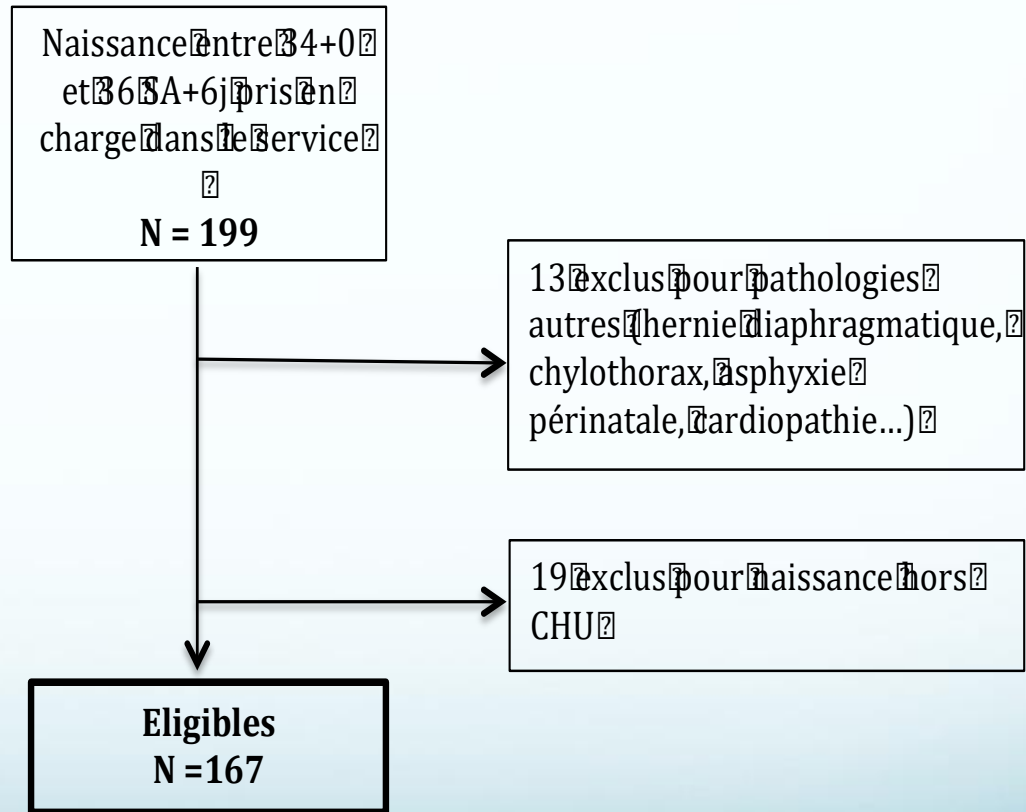 Naissance entre 34+0
et 36 SA+6j pris en
charge dans le service
N = 199
13 exclus pour pathologies
autres (hernie diaphragmatique,
chylothorax, asphyxie
périnatale, cardiopathie…)
19 exclus pour naissance hors
CHU
Eligibles
N =167